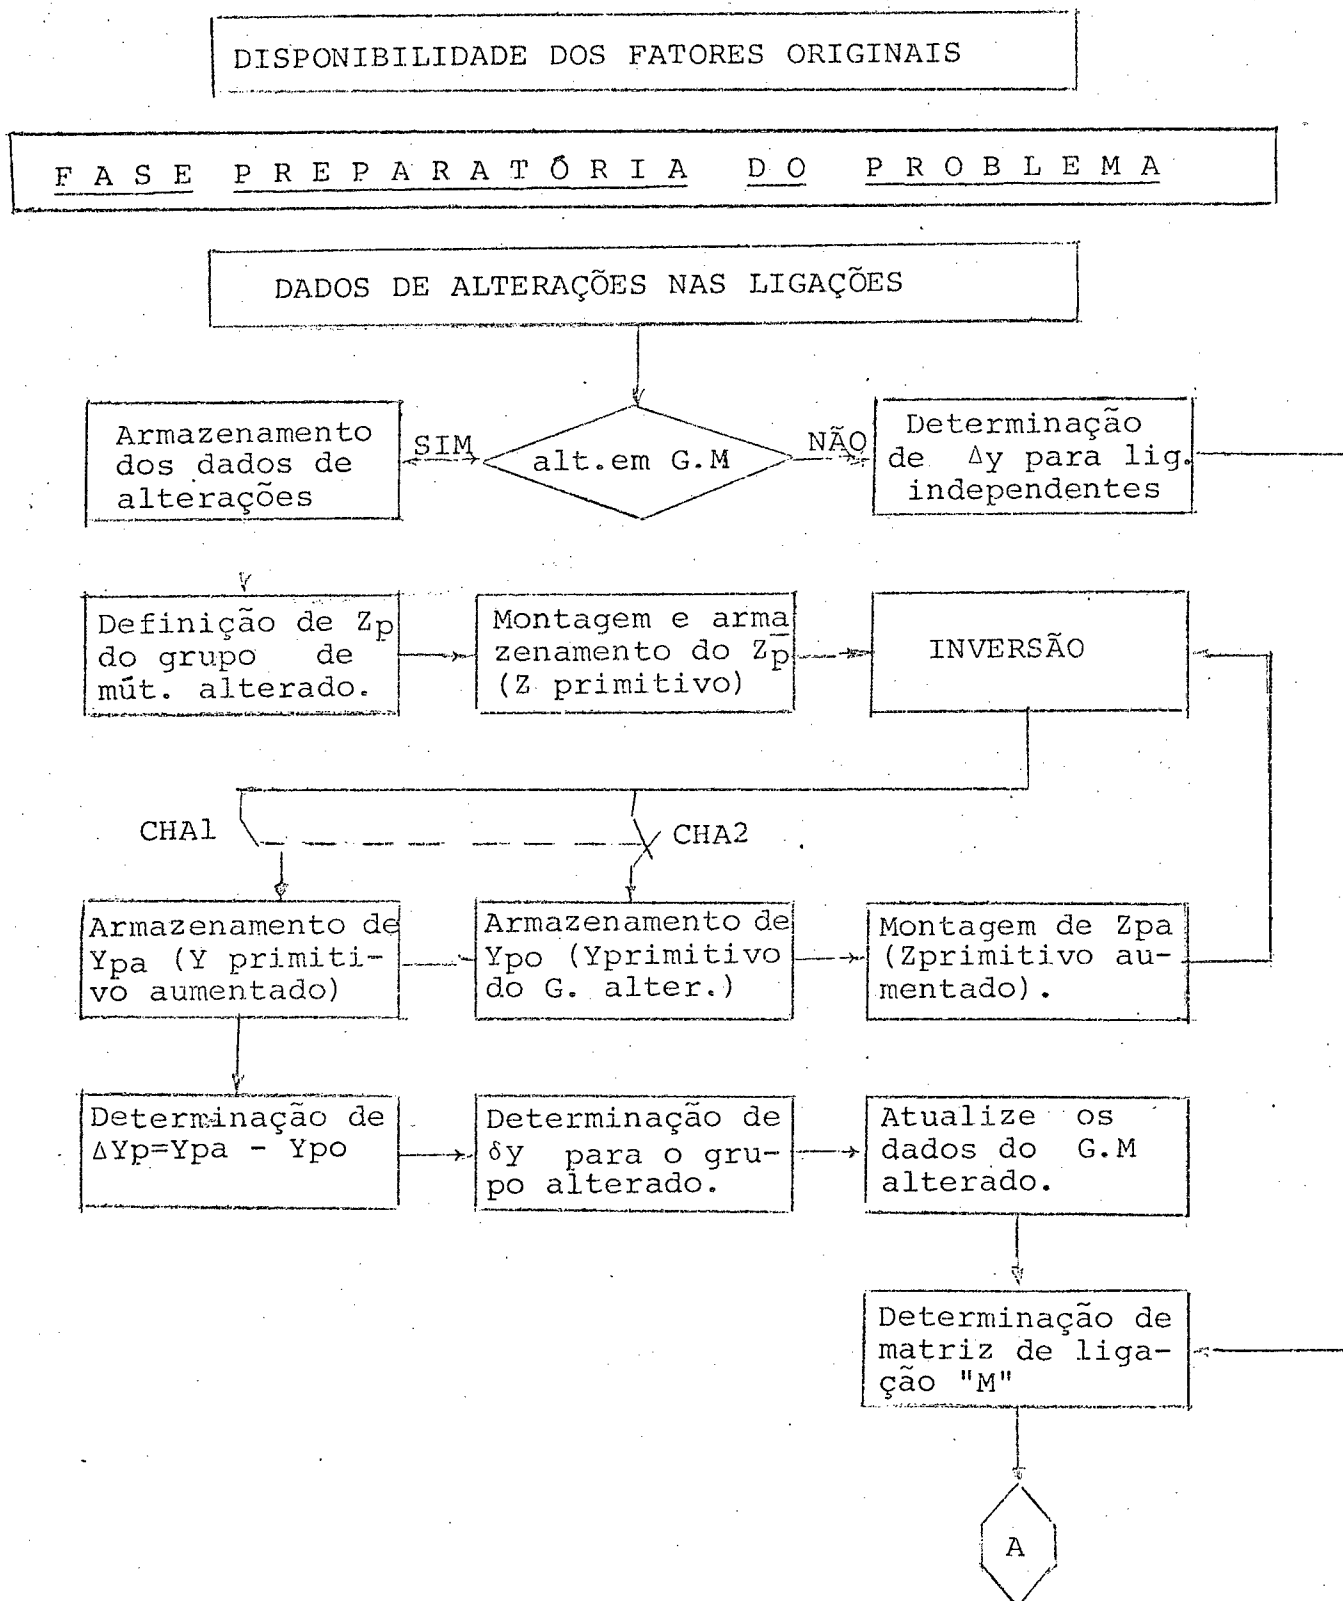 DISPONIBILIDADE DOS FATORES ORIGINAIS
FASE PREPARATÓRIA DO PROBLEMA
DADOS DE ALTERAÇÕES NAS LIGAÇÕES
Armazenamento
dos dados de
alterações
SIM
alt.em G.M
NÃO
Determinação
de Δy para lig.
independentes
Definição de Zp
do grupo de
mút. alterado.
Montagem e arma
zenamento do Zp
(Z primitivo)
INVERSÃO
CHA1
CHA2
Armazenamento de
Ypa (Y primiti-
vo aumentado)
Armazenamento de
Ypo (Yprimitivo
do G. alter.)
Montagem de Zpa
(Zprimitivo au-
mentado).
Determinação de
ΔYp=Ypa - Ypo
Determinação de
δy para o gru-
po alterado.
Atualize os
dados do G.M
alterado.
Determinação de
matriz de liga-
ção "M"
A